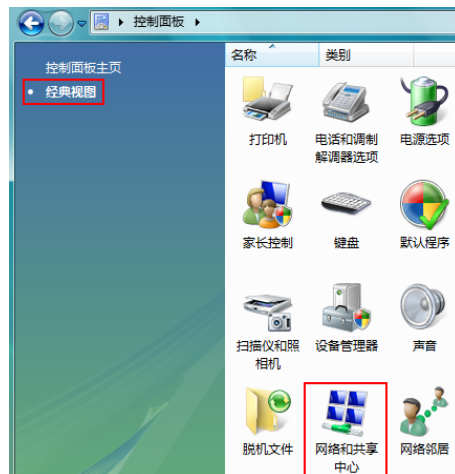 控制面板
名称 类别
控制面板主页
经典视图
打印机 电话和调制 电源选项
解调器选项
家长控制 键盘 默认程序
扫描仪和照 设备管理器 声音
相机
脱机文件 网络和共享 网络邻居
中心